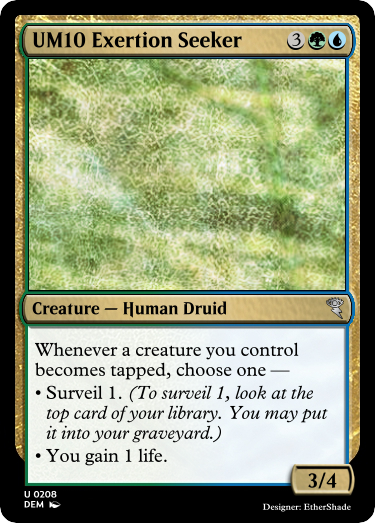 UM10 Exertion Seeker 3
Creature — Human Druid
Whenever a creature you control
becomes tapped, choose one —
• Surveil 1. (To surveil 1, look at the
top card of your library. You may put
it into your graveyard.)
• You gain 1 life.
3/4
U 0208
DEM
Designer: EtherShade